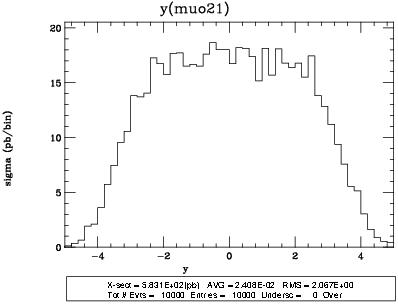 y(muo21)
20
15
10
5
0
sigma (pb/bin)
-4 -2 0 2 4
y
X-sect = 5.831E+02(pb) AVG = 2.408E-02 RMS = 2.067E+00
Tot # Evts = 10000 Entries = 10000 Undersc = 0 Over